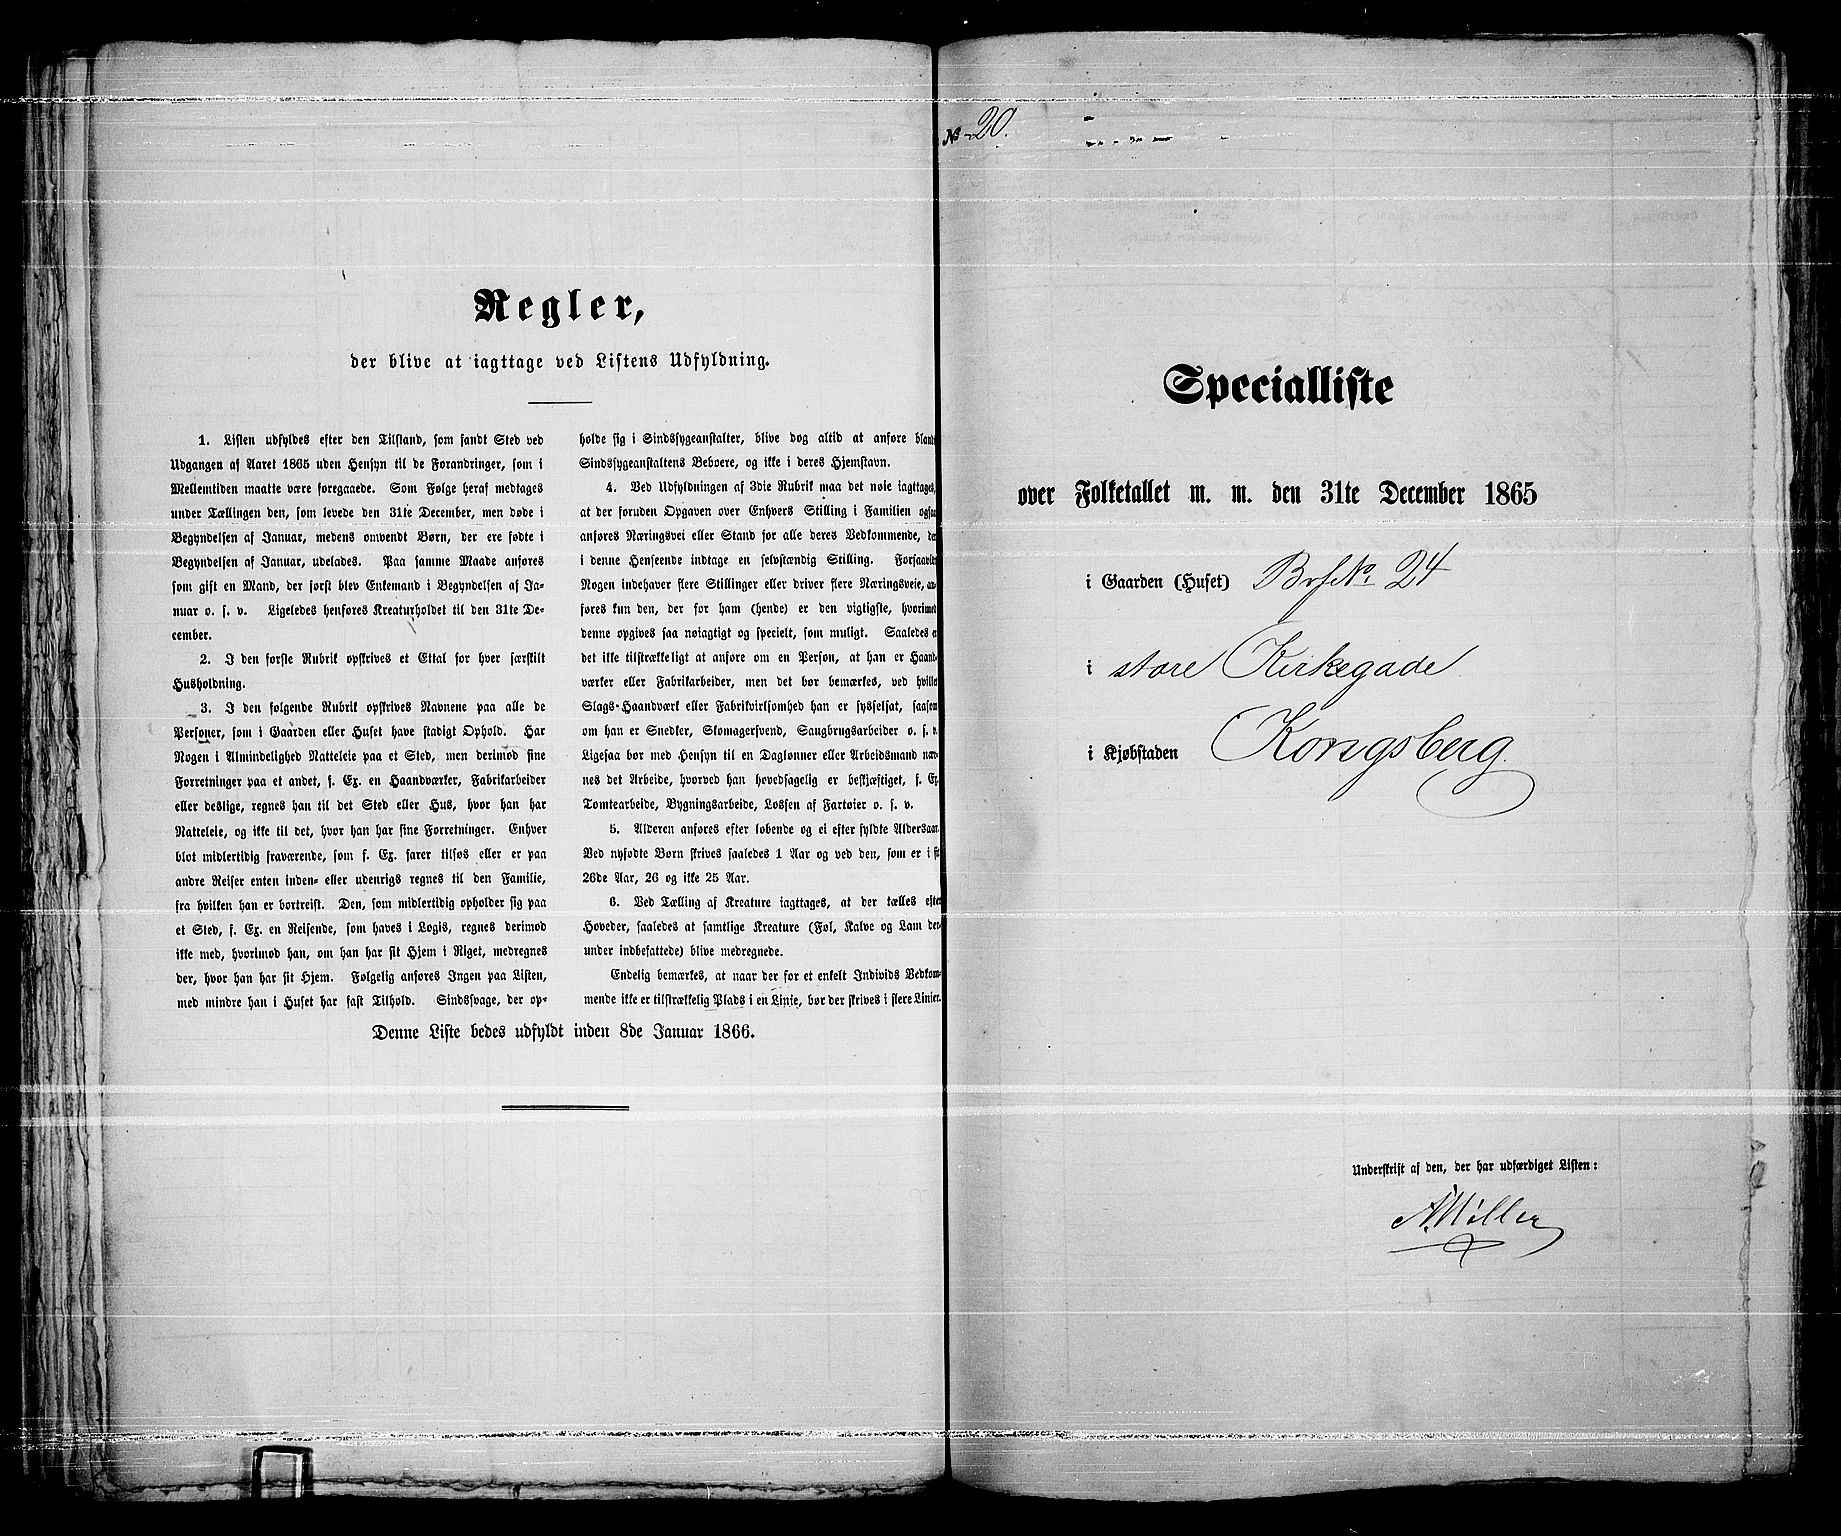 Regler,
der blive at iagttage ved Listens Udfyldning.
1. Listen udfyldes efter den Tilstand, som fandt Sted ved
Udgangen af Aaret 1865 uden Hensyn til de Forandringer, som i
Mellemtiden maatte være foregaaede. Som Følge heraf medtages
under Tællingen den, som levede den 31te December, men døde i
Begyndelsen af Januar, medens omvendt Børn, der ere fødte i
Begyndelsen af Januar, udelades. Paa samme Maade anføres
som gift en Mand, der først blev Enkemand i Begyndelsen af Ja-
nuar o. s. v. Ligeledes henføres Kreaturholdet til den 31te De-
cember.
2. I den første Rubrik opskrives et Ettal for hver særskilt
Husholdning.
3. I den følgende Rubrik opskrives Navnene paa alle de
Personer, som i Gaarden eller Huset have stadigt Ophold. Har
Nogen i Almindelighed Natteleie paa et Sted, men derimod sine
Forretninger paa et andet, f. Ex. en Haandværker, Fabrikarbeider
eller deslige, regnes han til det Sted eller Hus, hvor han har
Natteleie, og ikke til det, hvor han har sine Forretninger. Enhver
blot midlertidig fraværende, som f. Ex. farer tilsøs eller er paa
andre Reiser enten inden- eller udenrigs regnes til den Familie,
fra hvilken han er bortreist. Den, som midlertidig opholder sig paa
et Sted, f. Ex. en Reisende, som haves i Logis, regnes derimod
ikke med, hvorimod han, om han har sit Hjem i Riget, medregnes
der, hvor han har sit Hjem. Følgelig anføres Ingen paa Listen,
med mindre han i Huset har fast Tilhold. Sindssvage, der op-
holde sig i Sindssygeanstalter, blive dog altid at anføre blandt
Sindssygeanstaltens Beboere, og ikke i deres Hjemstavn.
4. Ved Udfyldningen af 3die Rubrik maa det nøie iagttages,
at der foruden Opgaven over Enhvers Stilling i Familien ogsaa
anføres Næringsvei eller Stand for alle deres Vedkommende, der
i denne Henseende indtage en selvstændig Stilling. Forsaavidt
Nogen indehaver flere Stillinger eller driver flere Næringsveie, an-
føres kun den, der for ham (hende) er den vigtigste, hvorimod
denne opgives saa nøiagtigt og specielt, som muligt. Saaledes er
det ikke tilstrækkeligt at anføre om en Person, at han er Haand-
værker eller Fabrikarbeider, men det bør bemærkes, ved hvilket
Slags Haandværk eller Fabrikvirksomhed han er sysselsat, saasom
om han er Snedker, Skomagersvend, Saugbrugsarbeider o. s. v.
Ligesaa bør med Hensyn til en Daglønner eller Arbeidsmand næv-
nes det Arbeide, hvorved han hovedsagelig er beskjæftiget, f. Ex.
Tomtearbeide, Bygningsarbeide, Lossen af Fartøier o. s. v.
5. Alderen anføres efter løbende og ei efter fyldte Aldersaar.
Ved nyfødte Børn skrives saaledes 1 Aar og ved den, som er i sit
26de Aar, 26 og ikke 25 Aar.
6. Ved Tælling af Kreature iagttages, at der tælles efter
Hoveder, saaledes at samtlige Kreature (Føl, Kalve og Lam der-
under indbefattede) blive medregnede.
Endelig bemærkes, at naar der for et enkelt Individs Vedkom-
mende ikke er tilstrækkelig Plads i en Linie, bør der skrives i flere Linier.
Denne Liste bedes udfyldt inden 8de Januar 1866.
No 20.
Specialliste
over Folketallet m. m. den 31te December 1865
i Gaarden (Huset) Brfs No. 24
i store Kirkegade
i Kjøbstaden Kongsberg.
Underskrift af den, der har udfærdiget Listen:
A. Miller